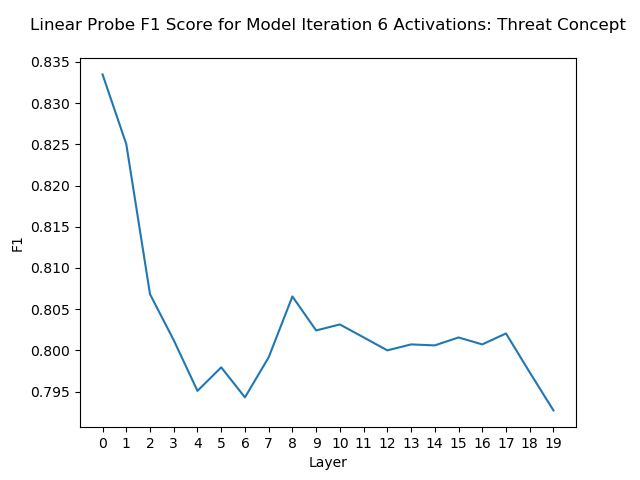 Linear Probe F1 Score for Model Iteration 6 Activations: Threat Concept
0.835
0.830
0.825
0.820
0.815
0.810
0.805
0.800
0.795
F1
0 1 2 3 4 5 6 7 8 9 10 11 12 13 14 15 16 17 18 19
Layer